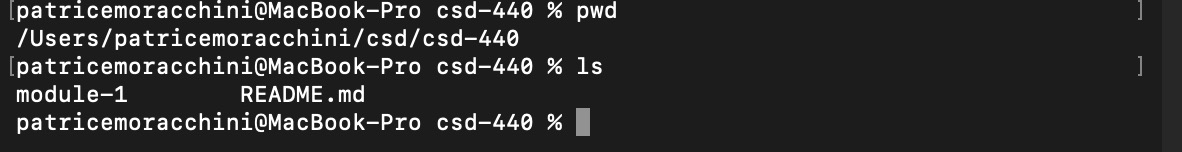 [patricemoracchini@MacBook-Pro csd-440 % pwd ]
/Users/patricemoracchini/csd/csd-440
[patricemoracchini@MacBook-Pro csd-440 % ls ]
module-1 README.md
patricemoracchini@MacBook-Pro csd-440 %